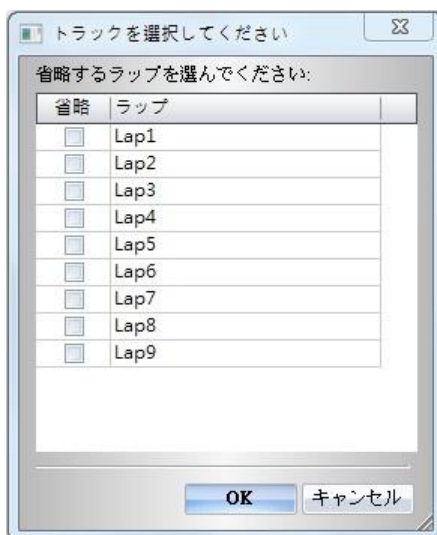 トラックを選択してください
省略するラップを選んでください:
省略 ラップ
Lap1
Lap2
Lap3
Lap4
Lap5
Lap6
Lap7
Lap8
Lap9
OK キャンセル